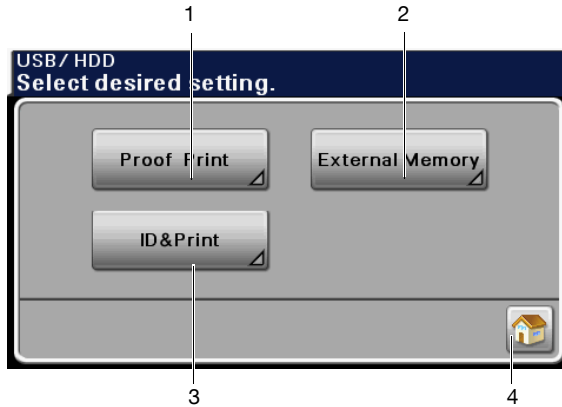 1 2
USB/HDD
Select desired setting.
Proof Print External Memory
ID&Print
3 4